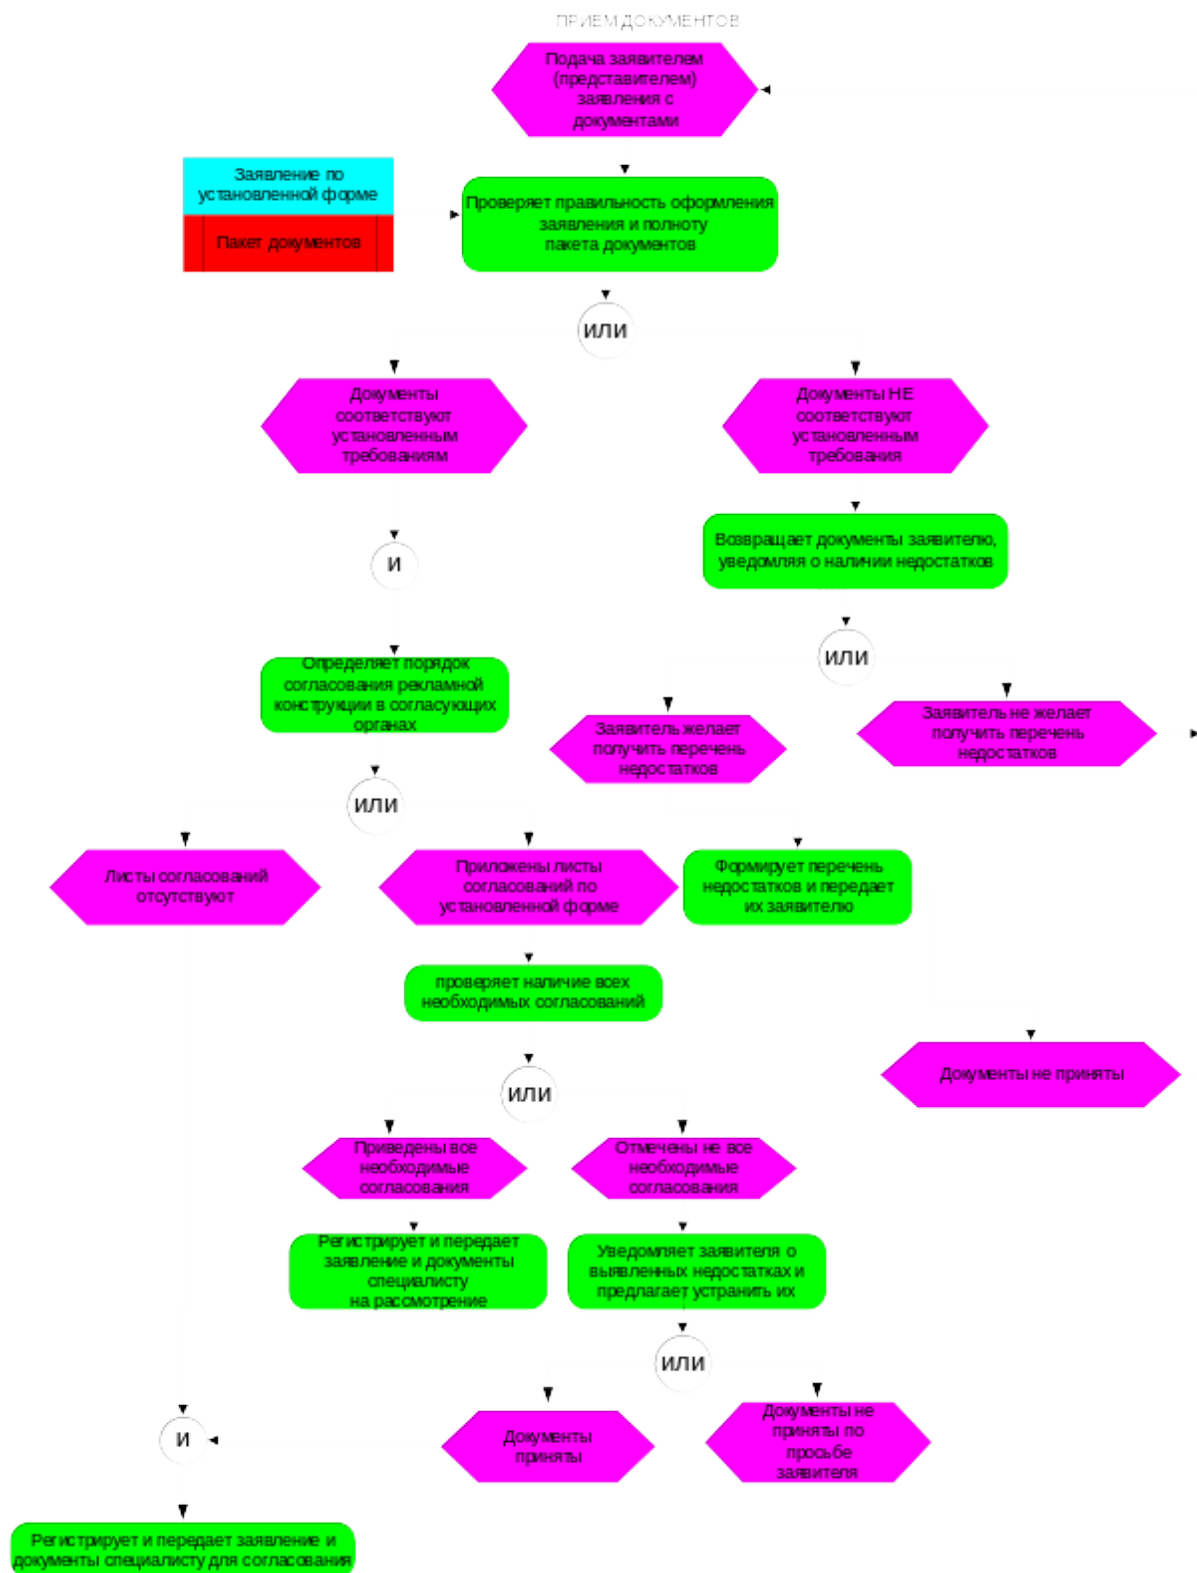 ПРИЕМ ДОКУМЕНТОВ
Подача заявителем
(представителем)
заявления с
документами
Заявление по
установленной форме
Пакет документов
Проверяет правильность оформления
заявления и полноту
пакета документов
или
Документы
соответствуют
установленным
требованиям
Документы НЕ
соответствуют
установленным
требования
и
Возвращает документы заявителю,
уведомляя о наличии недостатков
или
Определяет порядок
согласования рекламной
конструкции в согласующих
органах
Заявитель желает
получить перечень
недостатков
Заявитель не желает
получить перечень
недостатков
или
Листы согласований
отсутствуют
Приложены листы
согласований по
установленной форме
Формирует перечень
недостатков и передает
их заявителю
проверяет наличие всех
необходимых согласований
Документы не приняты
или
Приведены все
необходимые
согласования
Отмечены не все
необходимые
согласования
Регистрирует и передает
заявление и документы
специалисту
на рассмотрение
Уведомляет заявителя о
выявленных недостатках и
предлагает устранить их
или
и
Документы
приняты
Документы не
приняты по
просьбе
заявителя
Регистрирует и передает заявление и
документы специалисту для согласования